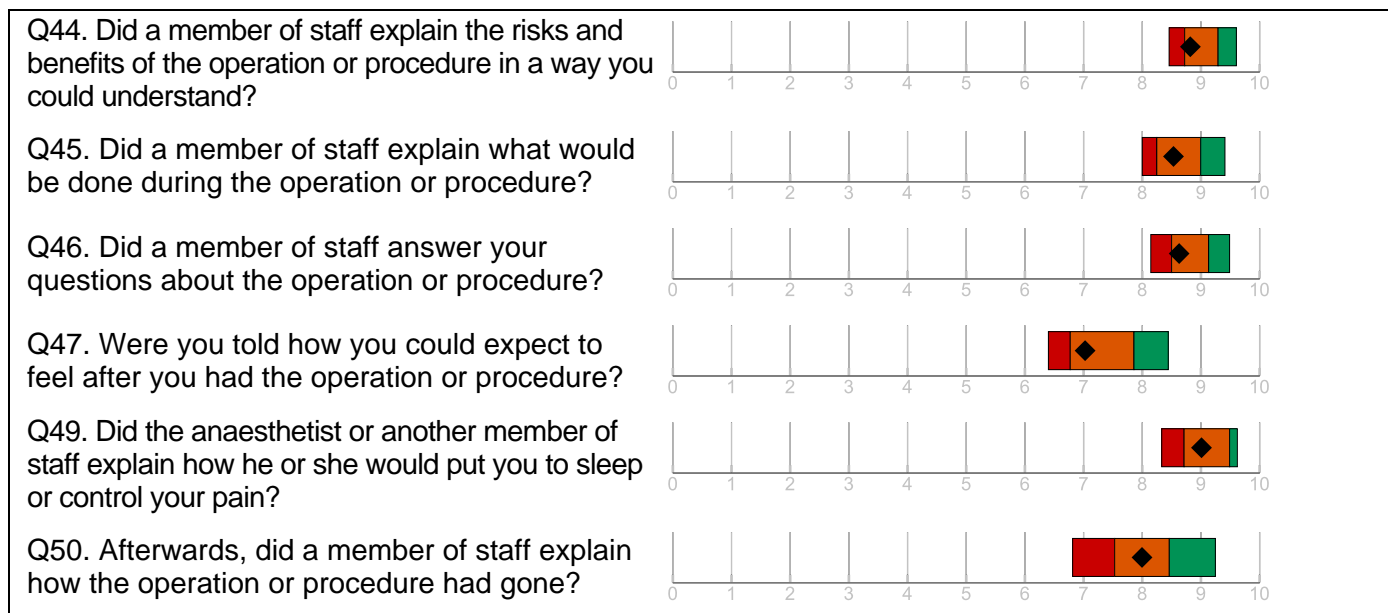 Q44. Did a member of staff explain the risks and
benefits of the operation or procedure in a way you
could understand?
0 1 2 3 4 5 6 7 8 9 10
Q45. Did a member of staff explain what would
be done during the operation or procedure?
0 1 2 3 4 5 6 7 8 9 10
Q46. Did a member of staff answer your
questions about the operation or procedure?
0 1 2 3 4 5 6 7 8 9 10
Q47. Were you told how you could expect to
feel after you had the operation or procedure?
0 1 2 3 4 5 6 7 8 9 10
Q49. Did the anaesthetist or another member of
staff explain how he or she would put you to sleep
or control your pain?
0 1 2 3 4 5 6 7 8 9 10
Q50. Afterwards, did a member of staff explain
how the operation or procedure had gone?
0 1 2 3 4 5 6 7 8 9 10